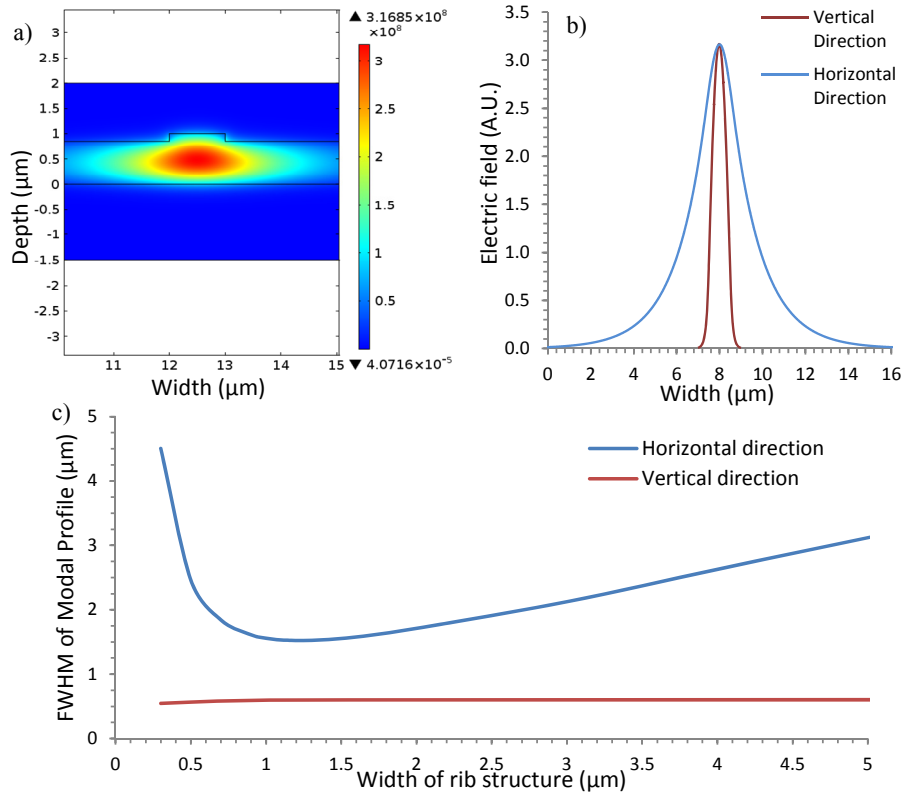 a)
▲ 3.1685×10⁸
×10⁸
3
2.5
2
1.5
1
0.5
▼ 4.0716×10⁻⁵
3
2.5
2
1.5
1
0.5
0
-0.5
-1
-1.5
-2
-2.5
-3
Depth (µm)
11 12 13 14 15
Width (µm)
b)
Vertical
Direction
Horizontal
Direction
3.5
3.0
2.5
2.0
1.5
1.0
0.5
0.0
Electric field (A.U.)
0 2 4 6 8 10 12 14 16
Width (µm)
c)
Horizontal direction
Vertical direction
5
4
3
2
1
0
FWHM of Modal Profile (µm)
0 0.5 1 1.5 2 2.5 3 3.5 4 4.5 5
Width of rib structure (µm)